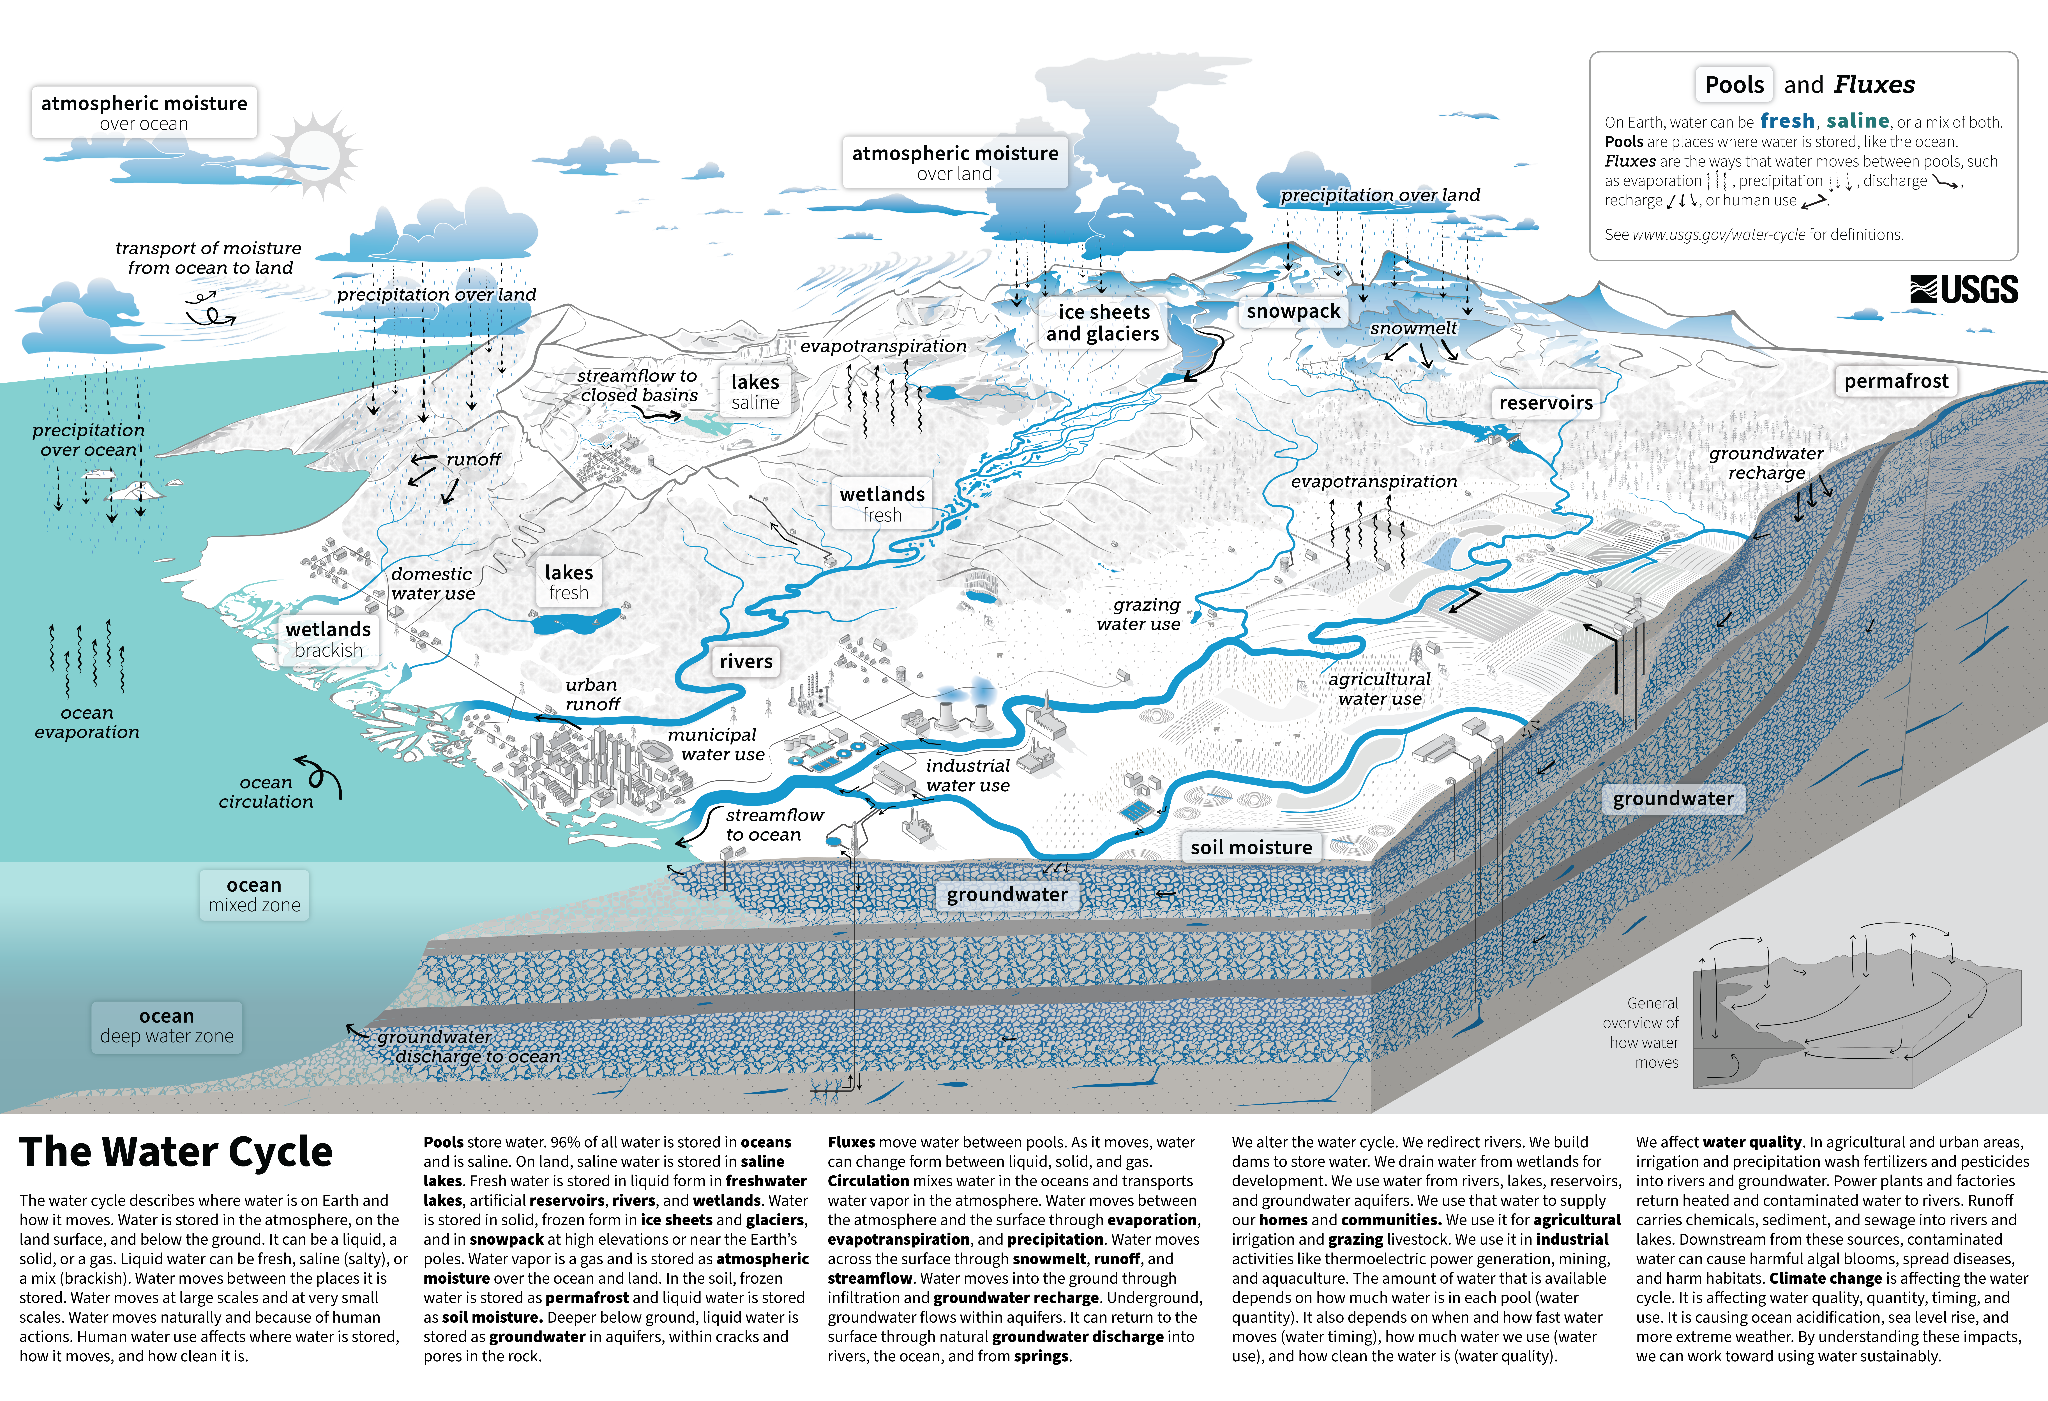 atmospheric moisture
over ocean
atmospheric moisture
over land
Pools and Fluxes
On Earth, water can be fresh, saline, or a mix of both.
Pools are places where water is stored, like the ocean.
Fluxes are the ways that water moves between pools, such
as evaporation , precipitation , discharge ,
recharge , or human use .
See www.usgs.gov/water-cycle for definitions.
USGS
precipitation over land
transport of moisture
from ocean to land
precipitation over land
ice sheets
and glaciers
snowpack
snowmelt
evapotranspiration
streamflow to
closed basins
lakes
saline
permafrost
reservoirs
precipitation
over ocean
runoff
groundwater
recharge
wetlands
fresh
evapotranspiration
domestic
water use
lakes
fresh
grazing
water use
wetlands
brackish
rivers
urban
runoff
agricultural
water use
ocean
evaporation
municipal
water use
industrial
water use
ocean
circulation
streamflow
to ocean
groundwater
soil moisture
ocean
mixed zone
groundwater
ocean
deep water zone
groundwater
discharge to ocean
General
overview of
how water
moves
The Water Cycle
The water cycle describes where water is on Earth and
how it moves. Water is stored in the atmosphere, on the
land surface, and below the ground. It can be a liquid, a
solid, or a gas. Liquid water can be fresh, saline (salty), or
a mix (brackish). Water moves between the places it is
stored. Water moves at large scales and at very small
scales. Water moves naturally and because of human
actions. Human water use affects where water is stored,
how it moves, and how clean it is.
Pools store water. 96% of all water is stored in oceans
and is saline. On land, saline water is stored in saline
lakes. Fresh water is stored in liquid form in freshwater
lakes, artificial reservoirs, rivers, and wetlands. Water
is stored in solid, frozen form in ice sheets and glaciers,
and in snowpack at high elevations or near the Earth's
poles. Water vapor is a gas and is stored as atmospheric
moisture over the ocean and land. In the soil, frozen
water is stored as permafrost and liquid water is stored
as soil moisture. Deeper below ground, liquid water is
stored as groundwater in aquifers, within cracks and
pores in the rock.
Fluxes move water between pools. As it moves, water
can change form between liquid, solid, and gas.
Circulation mixes water in the oceans and transports
water vapor in the atmosphere. Water moves between
the atmosphere and the surface through evaporation,
evapotranspiration, and precipitation. Water moves
across the surface through snowmelt, runoff, and
streamflow. Water moves into the ground through
infiltration and groundwater recharge. Underground,
groundwater flows within aquifers. It can return to the
surface through natural groundwater discharge into
rivers, the ocean, and from springs.
We alter the water cycle. We redirect rivers. We build
dams to store water. We drain water from wetlands for
development. We use water from rivers, lakes, reservoirs,
and groundwater aquifers. We use that water to supply
our homes and communities. We use it for agricultural
irrigation and grazing livestock. We use it in industrial
activities like thermoelectric power generation, mining,
and aquaculture. The amount of water that is available
depends on how much water is in each pool (water
quantity). It also depends on when and how fast water
moves (water timing), how much water we use (water
use), and how clean the water is (water quality).
We affect water quality. In agricultural and urban areas,
irrigation and precipitation wash fertilizers and pesticides
into rivers and groundwater. Power plants and factories
return heated and contaminated water to rivers. Runoff
carries chemicals, sediment, and sewage into rivers and
lakes. Downstream from these sources, contaminated
water can cause harmful algal blooms, spread diseases,
and harm habitats. Climate change is affecting the water
cycle. It is affecting water quality, quantity, timing, and
use. It is causing ocean acidification, sea level rise, and
more extreme weather. By understanding these impacts,
we can work toward using water sustainably.